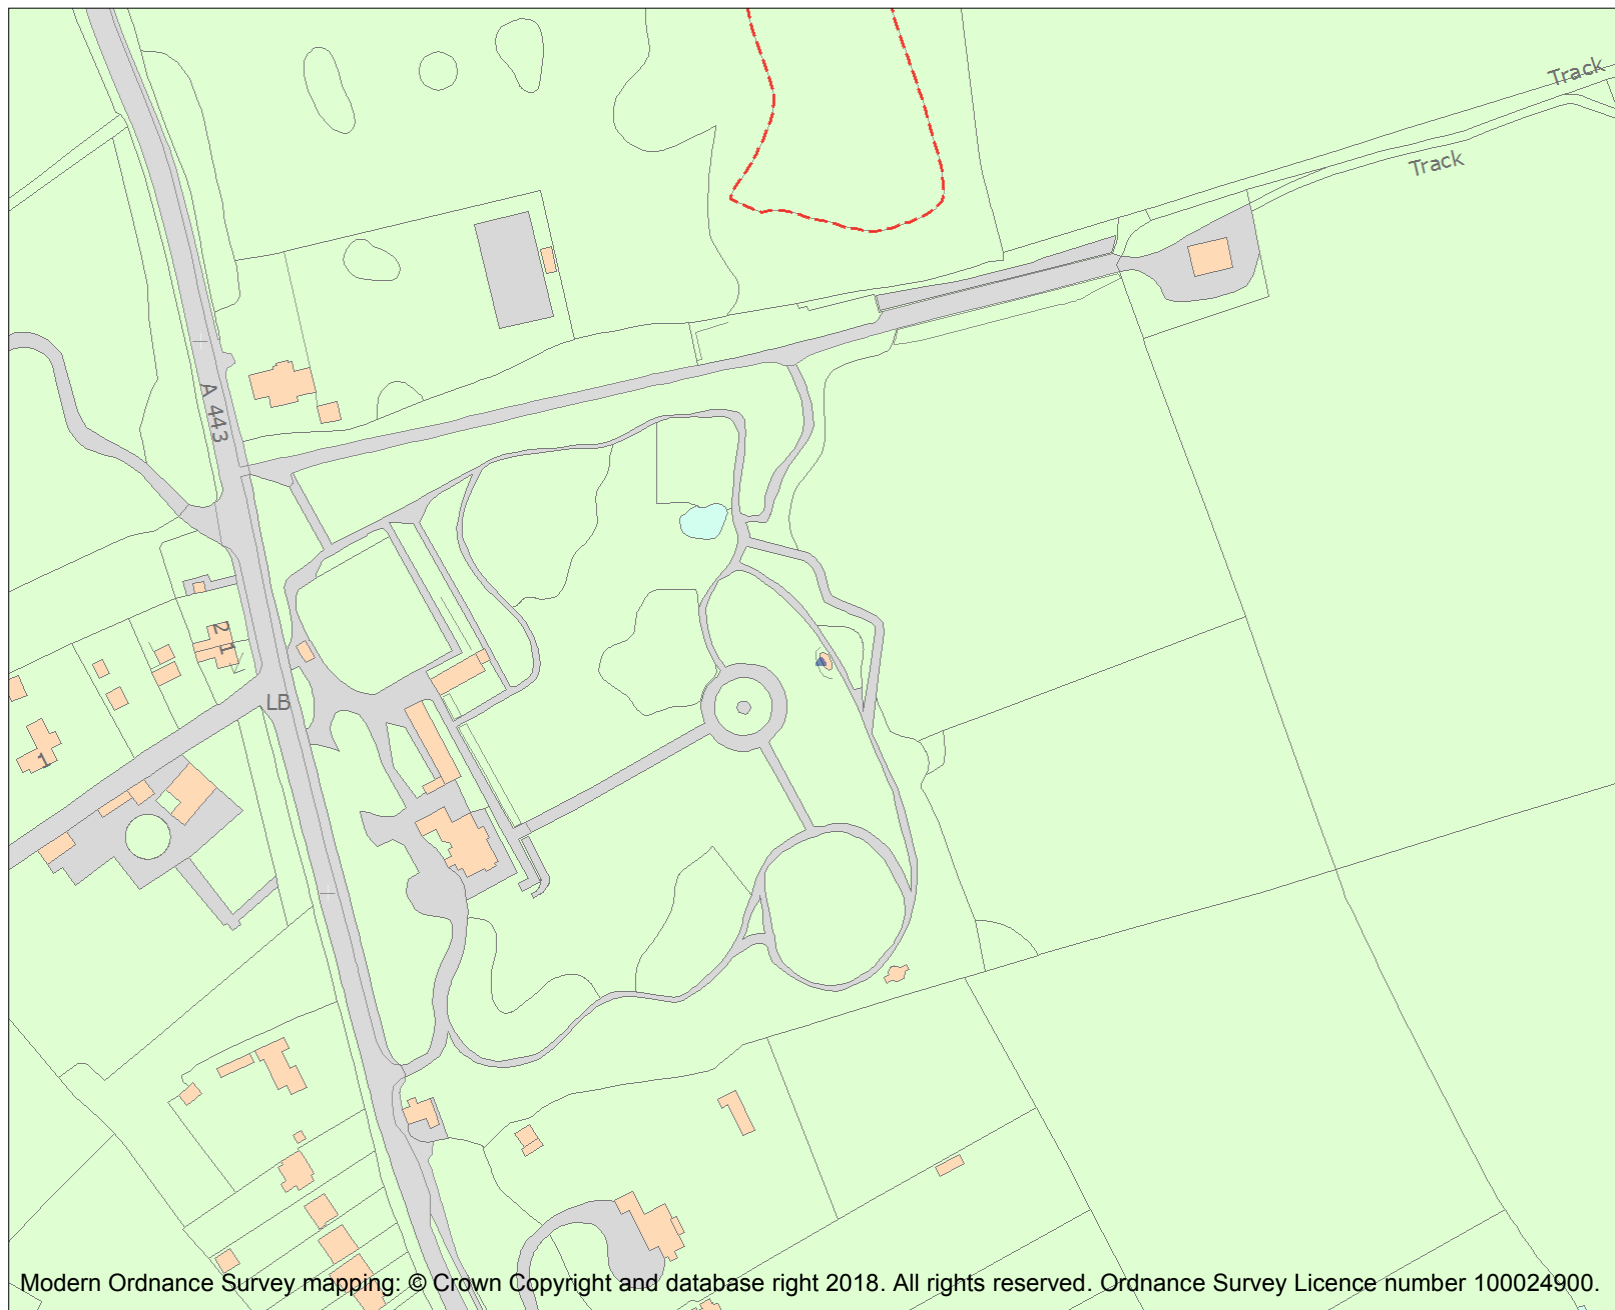 Track
Track
A 443
2
1
LB
1
Modern Ordnance Survey mapping: © Crown Copyright and database right 2018. All rights reserved. Ordnance Survey Licence number 100024900.